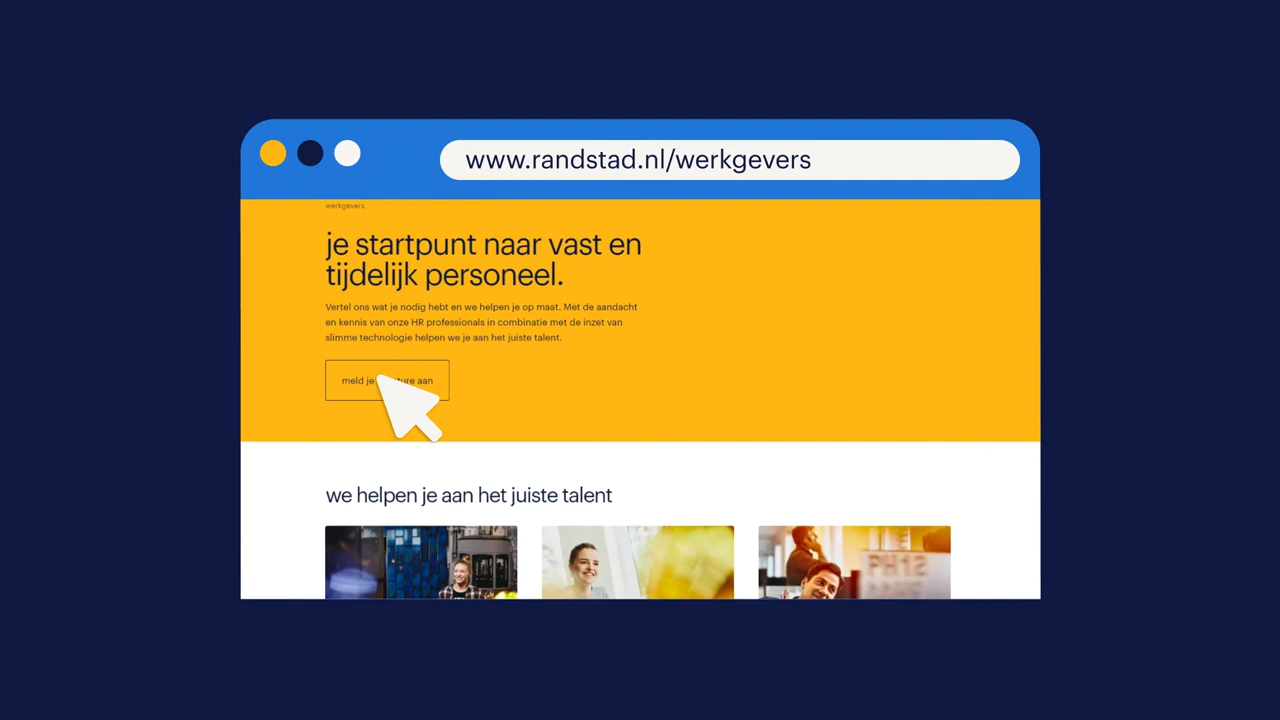 www.randstad.nl/werkgevers
werkgevers
je startpunt naar vast en
tijdelijk personeel.
Vertel ons wat je nodig hebt en we helpen je op maat. Met de aandacht
en kennis van onze HR professionals in combinatie met de inzet van
slimme technologie helpen we je aan het juiste talent.
meld je aan
we helpen je aan het juiste talent